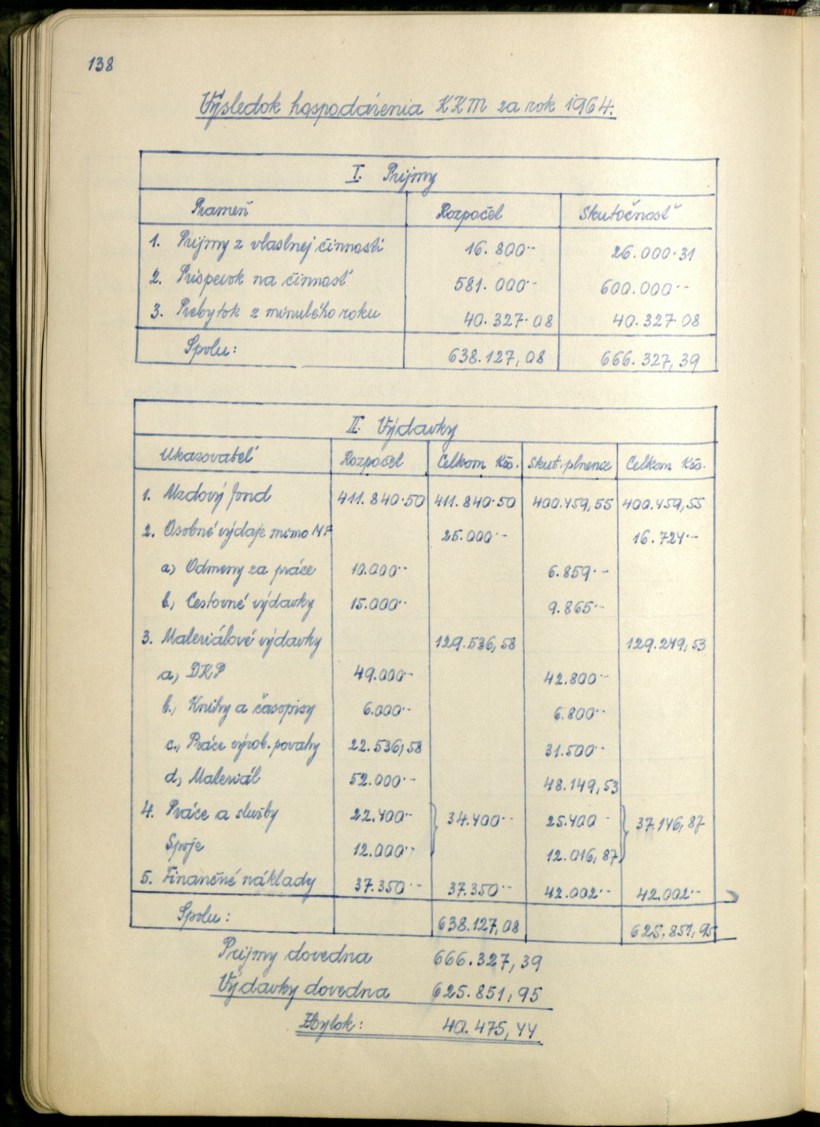 138
Výsledok hospodárenia KKM za rok 1964.
I. Príjmy
Prameň Rozpočet Skutočnosť
1. Príjmy z vlastnej činnosti 16.800·- 26.000·31
2. Príspevok na činnosť 581.000·- 600.000·-
3. Prebytok z minulého roku 40.327·08 40.327·08
Spolu: 638.127,08 666.327,39
II. Výdavky
Ukazovateľ Rozpočet Celkom Kčs. Skut. plnenie Celkom Kčs.
1. Mzdový fond 411.840·50 411.840·50 400.459,55 400.459,55
2. Osobné výdaje mimo MF 25.000·- 16.724·-
a) Odmeny za práce 10.000·- 6.859·-
b, Cestovné výdavky 15.000·- 9.865·-
3. Materiálové výdavky 129.536,58 129.249,53
a, DKP 49.000·- 42.800·-
b, Knihy a časopisy 6.000·- 6.800·-
c, Práce výrob. povahy 22.536,58 31.500·-
d, Materiál 52.000·- 48.149,53
4. Práce a služby 22.400·- 34.400·- 25.400·- 37.416,87
Spoje 12.000·- 12.016,87
5. Finančné náklady 37.350·- 37.350·- 42.002·- 42.002·-
Spolu: 638.127,08 625.851,95
Príjmy dovedna 666.327,39
Výdavky dovedna 625.851,95
Zbytok: 40.475,44